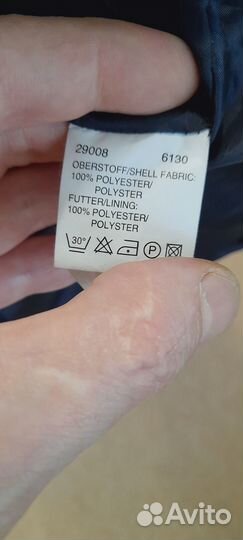 29008 6130
OBERSTOFF/SHELL FABRIC:
100% POLYESTER/
POLYSTER
FUTTER/LINING:
100% POLYESTER/
POLYSTER
30° P
Avito